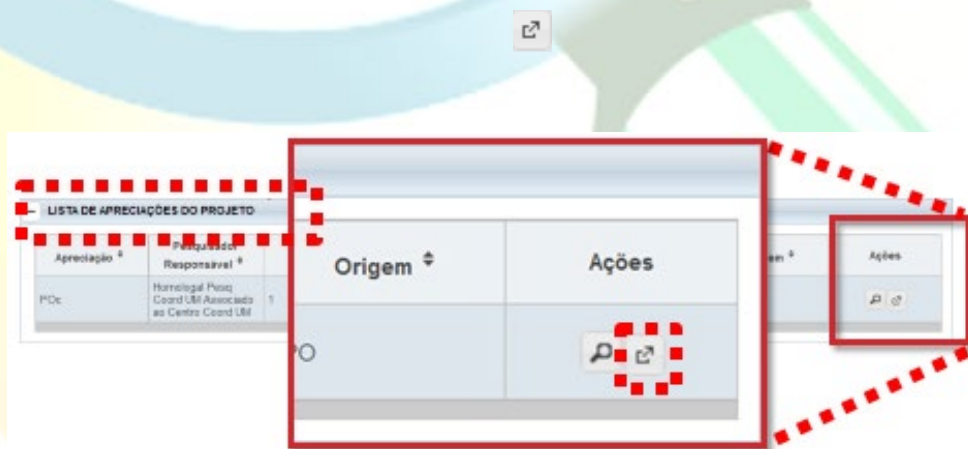 LISTA DE APRECIAÇÕES DO PROJETO
Apreciação
Pesquisador
Responsável
Origem
Ações
Ações
POc
Homologal Pesq
Coord UM Associado
ao Centro Coord UM
1
PO